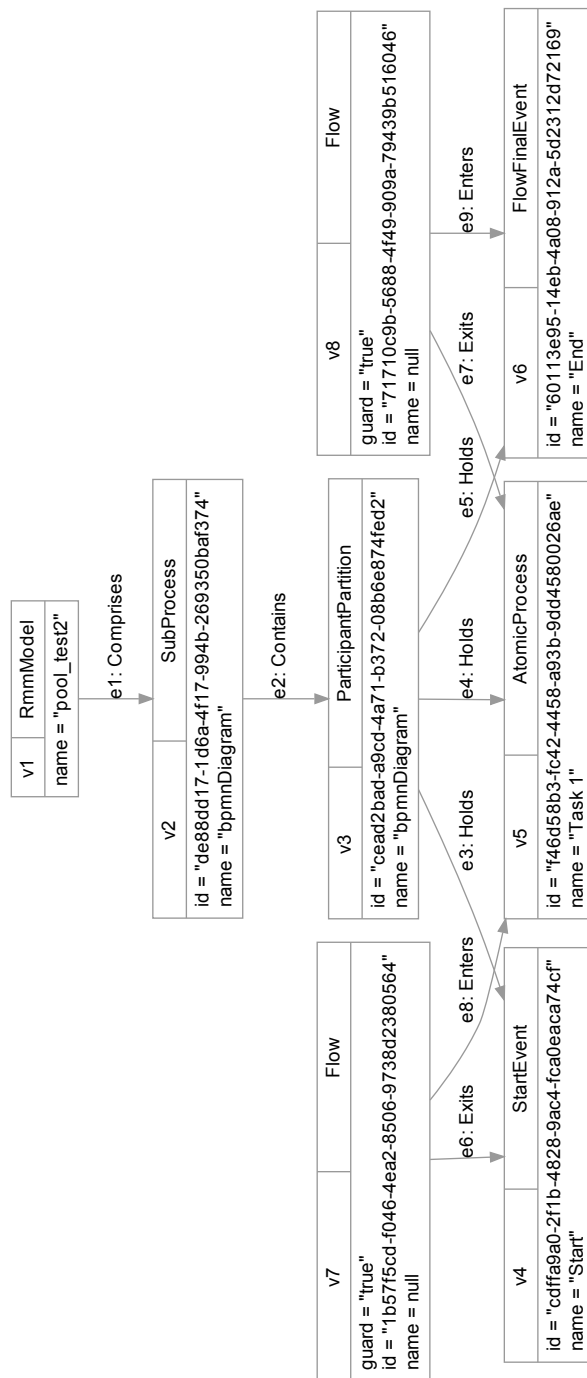 v1
RmmModel
name = "pool_test2"
e1: Comprises
v2
SubProcess
id = "de88dd17-1d6a-4f17-994b-269350baf374"
name = "bpmnDiagram"
e2: Contains
v7
Flow
guard = "true"
id = "1b57f5cd-f046-4ea2-8506-9738d2380564"
name = null
v3
ParticipantPartition
id = "cead2bad-a9cd-4a71-b372-08b6e874fed2"
name = "bpmnDiagram"
v8
Flow
guard = "true"
id = "71710c9b-5688-4f49-909a-79439b516046"
name = null
e6: Exits
e8: Enters
e3: Holds
e4: Holds
e5: Holds
e7: Exits
e9: Enters
v4
StartEvent
id = "cdffa9a0-2f1b-4828-9ac4-fca0eaca74cf"
name = "Start"
v5
AtomicProcess
id = "f46d58b3-fc42-4458-a93b-9dd4580026ae"
name = "Task 1"
v6
FlowFinalEvent
id = "60113e95-14eb-4a08-912a-5d2312d72169"
name = "End"